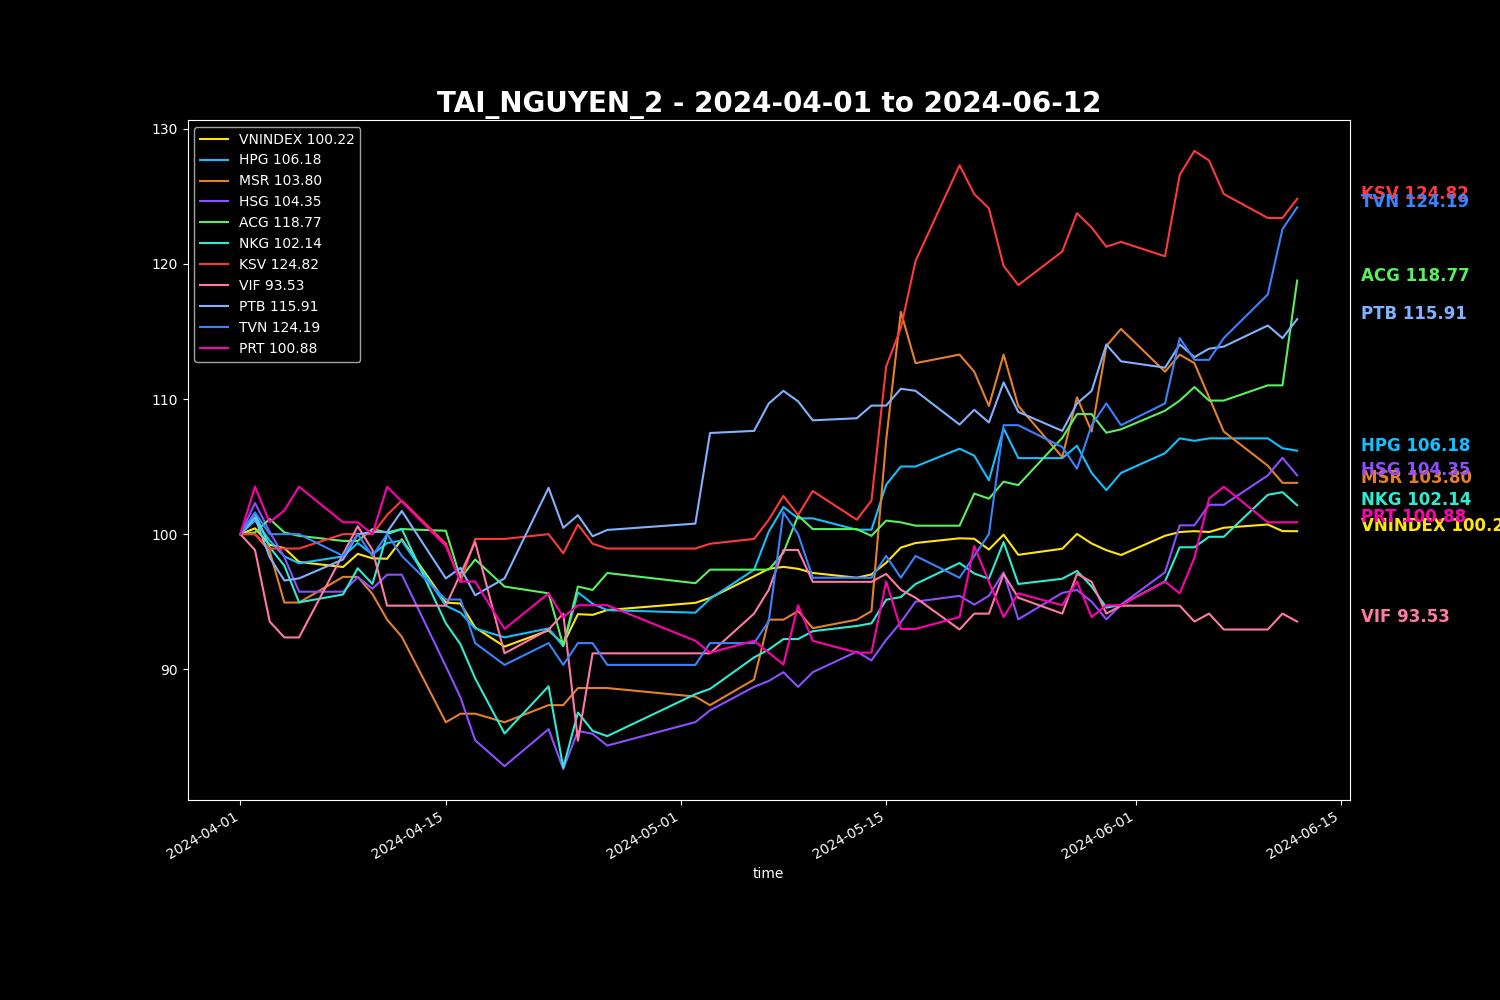 TAI_NGUYEN_2 - 2024-04-01 to 2024-06-12
130
120
110
100
90
VNINDEX 100.22
HPG 106.18
MSR 103.80
HSG 104.35
ACG 118.77
NKG 102.14
KSV 124.82
VIF 93.53
PTB 115.91
TVN 124.19
PRT 100.88
KSV 124.82
TVN 124.19
ACG 118.77
PTB 115.91
HPG 106.18
HSG 104.35
MSR 103.80
NKG 102.14
PRT 100.88
VNINDEX 100.2
VIF 93.53
2024-04-01
2024-04-15
2024-05-01
2024-05-15
2024-06-01
2024-06-15
time